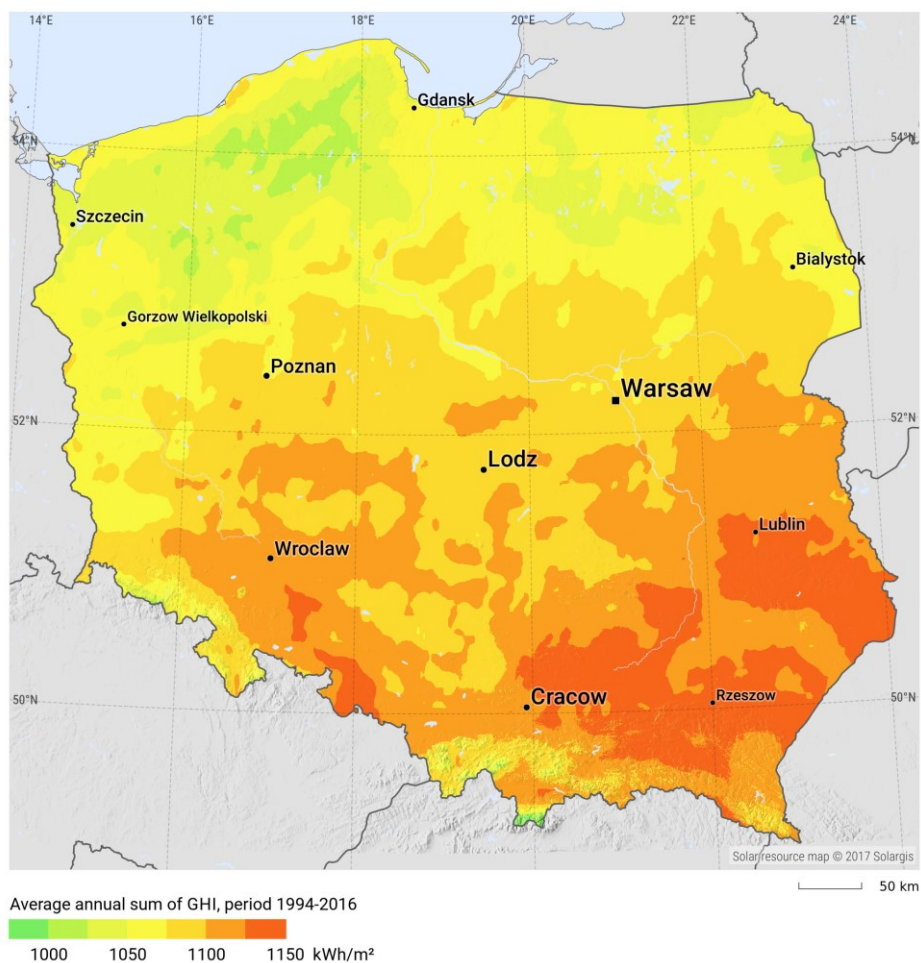 14°E 16°E 18°E 20°E 22°E 24°E
Gdansk
54°N 54°N
Szczecin
Bialystok
Gorzow Wielkopolski
Poznan
Warsaw
52°N 52°N
Lodz
Lublin
Wroclaw
50°N 50°N
Cracow
Rzeszow
Solar resource map © 2017 Solargis
50 km
Average annual sum of GHI, period 1994-2016
1000 1050 1100 1150 kWh/m²